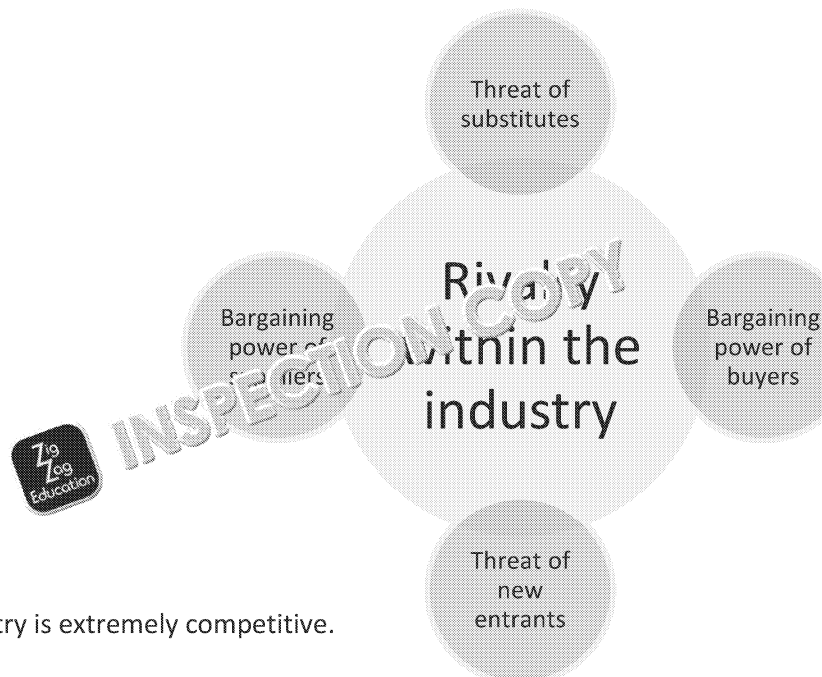 Threat of
substitutes
Rivalry
within the
industry
Bargaining
power of
suppliers
Bargaining
power of
buyers
INSPECTION COPY
Zig
Zag
Education
Threat of
new
entrants
try is extremely competitive.